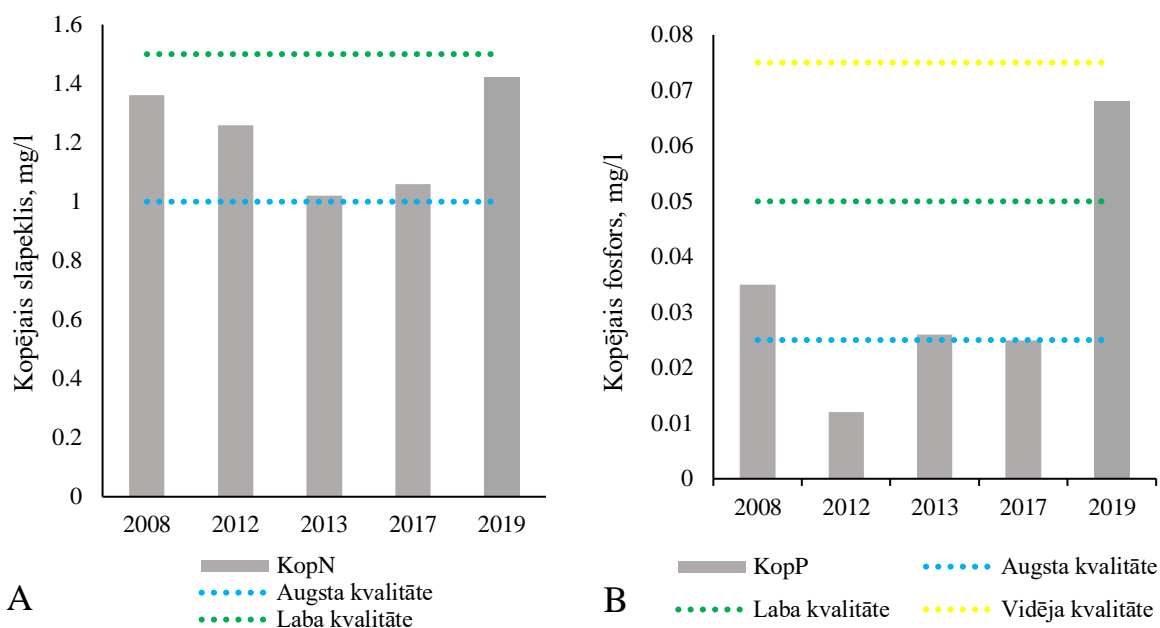 Kopējais slāpeklis, mg/l
1.6
1.4
1.2
1
0.8
0.6
0.4
0.2
0
2008 2012 2013 2017 2019
KopN
Augsta kvalitāte
Laba kvalitāte
A
Kopējais fosfors, mg/l
0.08
0.07
0.06
0.05
0.04
0.03
0.02
0.01
0
2008 2012 2013 2017 2019
KopP Augsta kvalitāte
Laba kvalitāte Vidēja kvalitāte
B